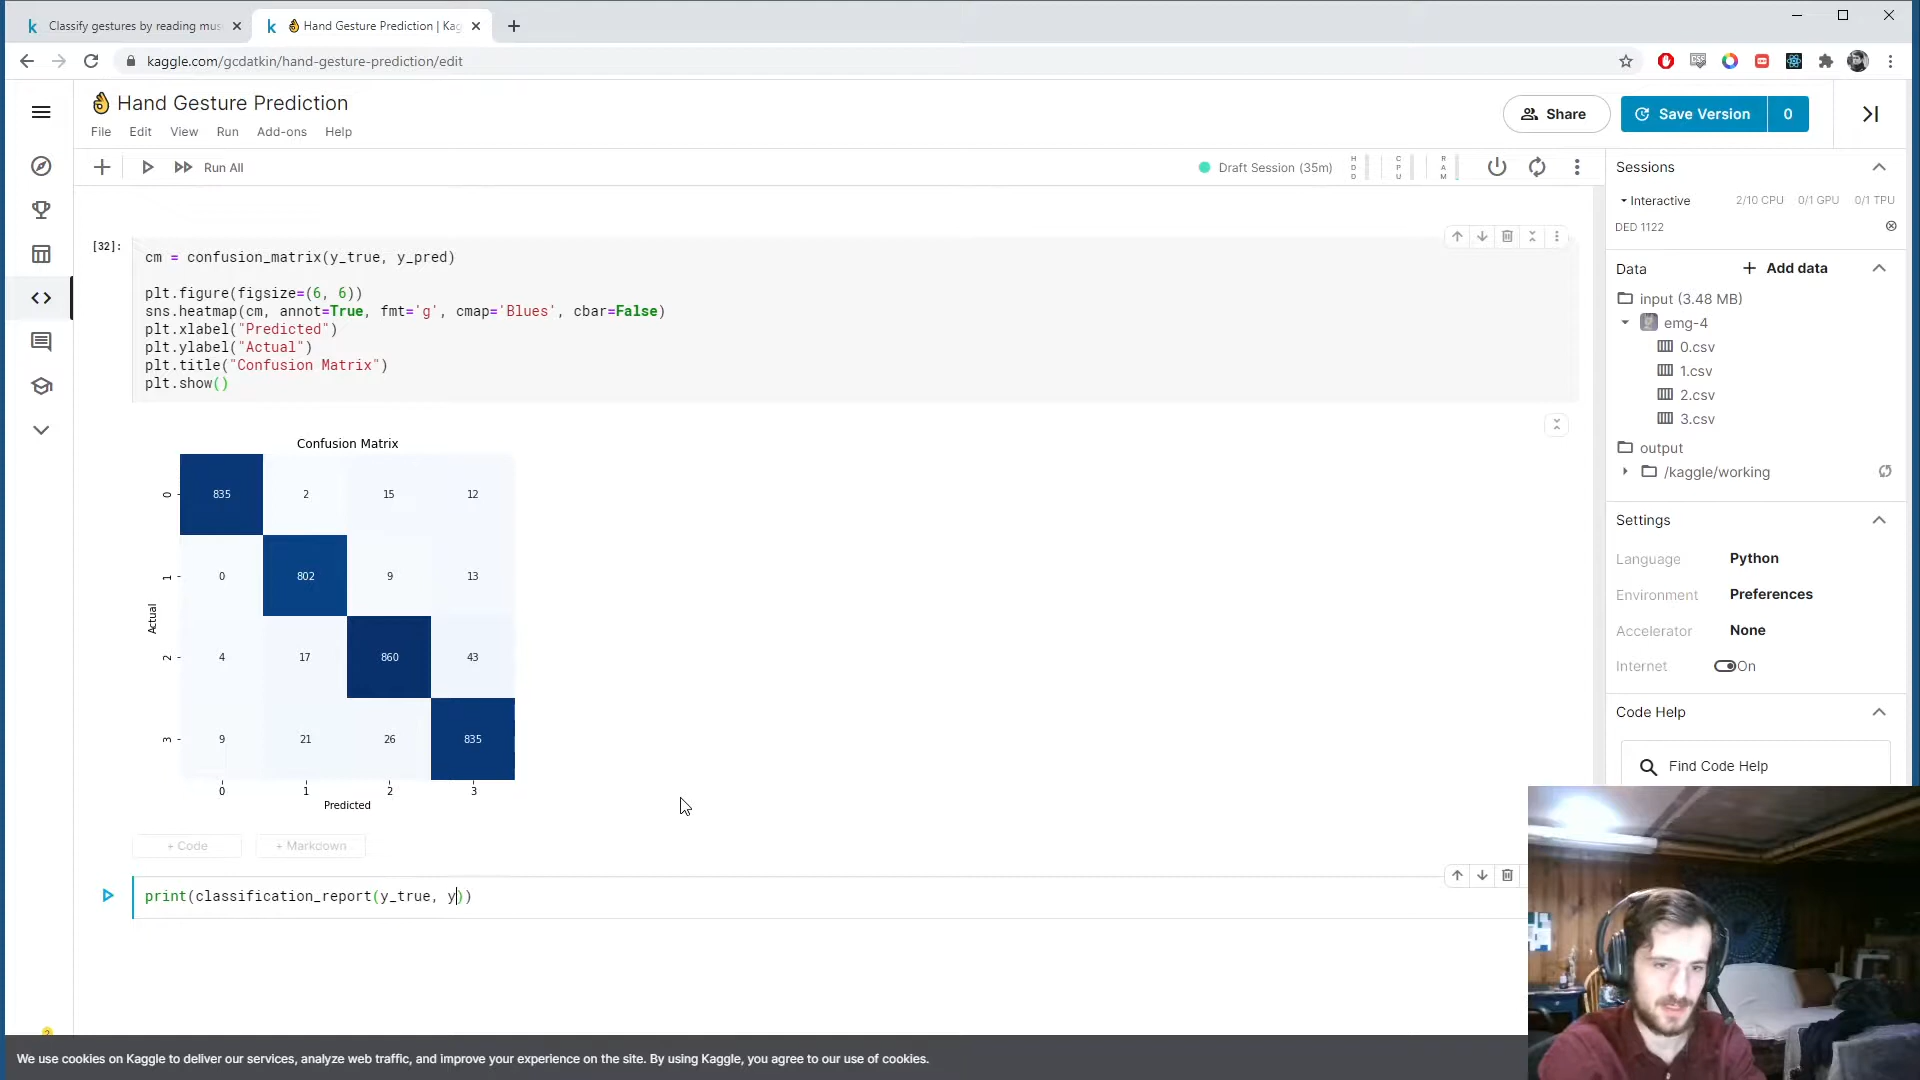 Classify gestures by reading mus
Hand Gesture Prediction | Kag
kaggle.com/gcdatkin/hand-gesture-prediction/edit
Hand Gesture Prediction
File Edit View Run Add-ons Help
Share
Save Version 0
Run All
Draft Session (35m)
HDD
CPU
RAM
[32]:
cm = confusion_matrix(y_true, y_pred)
plt.figure(figsize=(6, 6))
sns.heatmap(cm, annot=True, fmt='g', cmap='Blues', cbar=False)
plt.xlabel("Predicted")
plt.ylabel("Actual")
plt.title("Confusion Matrix")
plt.show()
Confusion Matrix
0 835 2 15 12
1 0 802 9 13
2 4 17 860 43
3 9 21 26 835
0 1 2 3
Actual
Predicted
+ Code + Markdown
print(classification_report(y_true, y))
Sessions
Interactive 2/10 CPU 0/1 GPU 0/1 TPU
DED 1122
Data + Add data
input (3.48 MB)
emg-4
0.csv
1.csv
2.csv
3.csv
output
/kaggle/working
Settings
Language Python
Environment Preferences
Accelerator None
Internet On
Code Help
Find Code Help
We use cookies on Kaggle to deliver our services, analyze web traffic, and improve your experience on the site. By using Kaggle, you agree to our use of cookies.